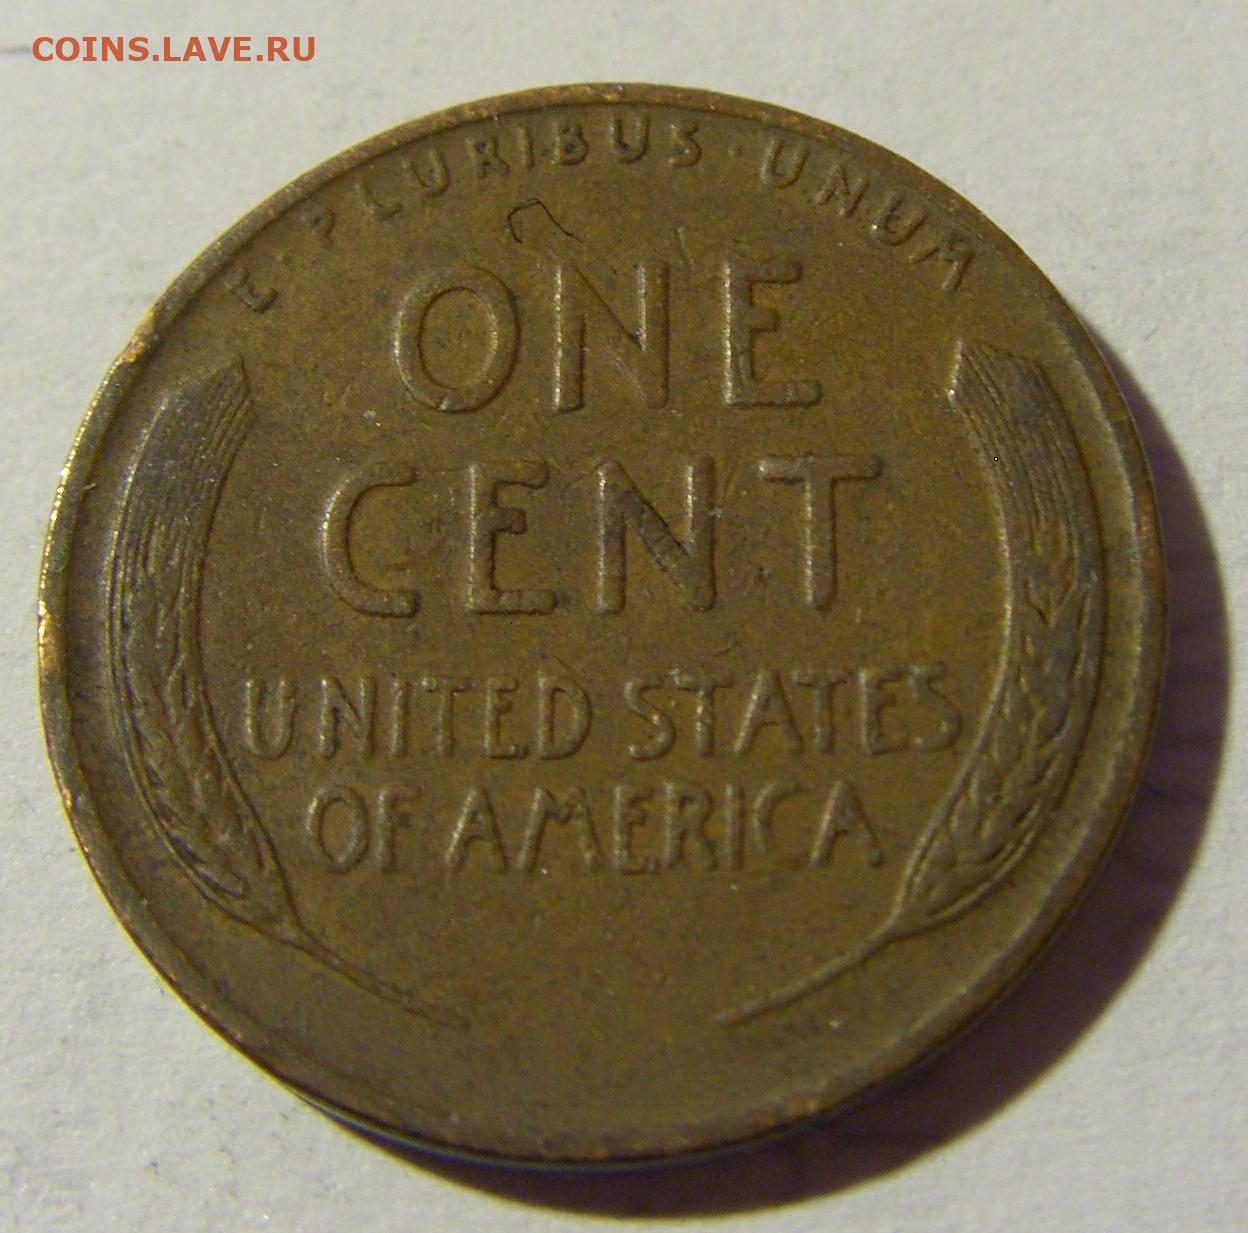 COINS.LAVE.RU
E·PLURIBUS·UNUM
ONE
CENT
UNITED STATES
OF AMERICA